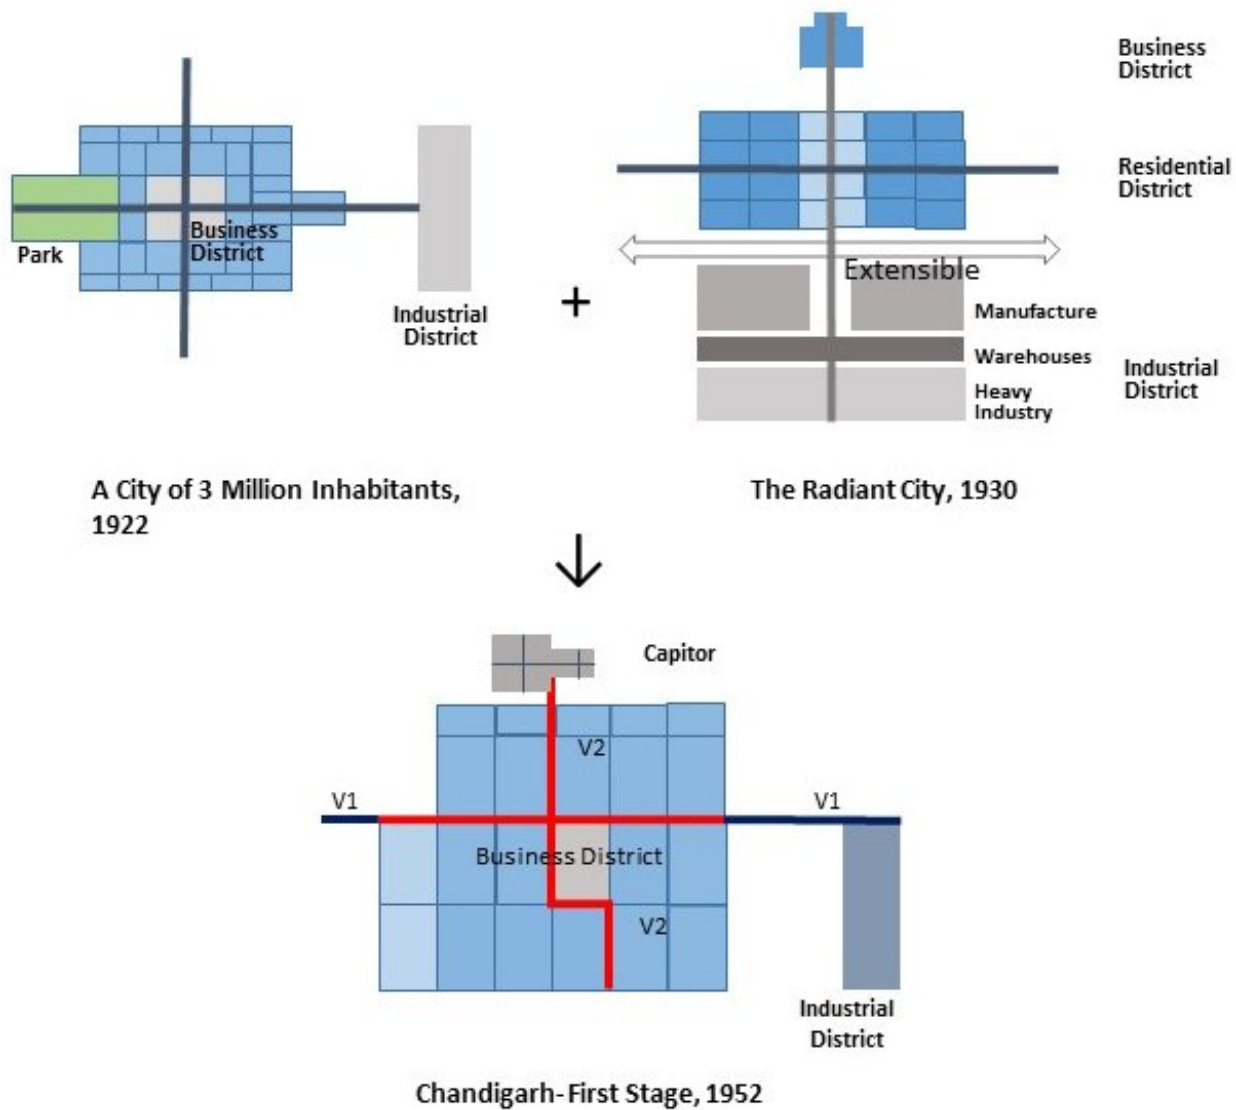 Park
Business
District
Industrial
District
A City of 3 Million Inhabitants,
1922
+
Business
District
Residential
District
Extensible
Manufacture
Warehouses
Heavy
Industry
Industrial
District
The Radiant City, 1930
Capitor
V2
V1
V1
Business District
V2
Industrial
District
Chandigarh-First Stage, 1952